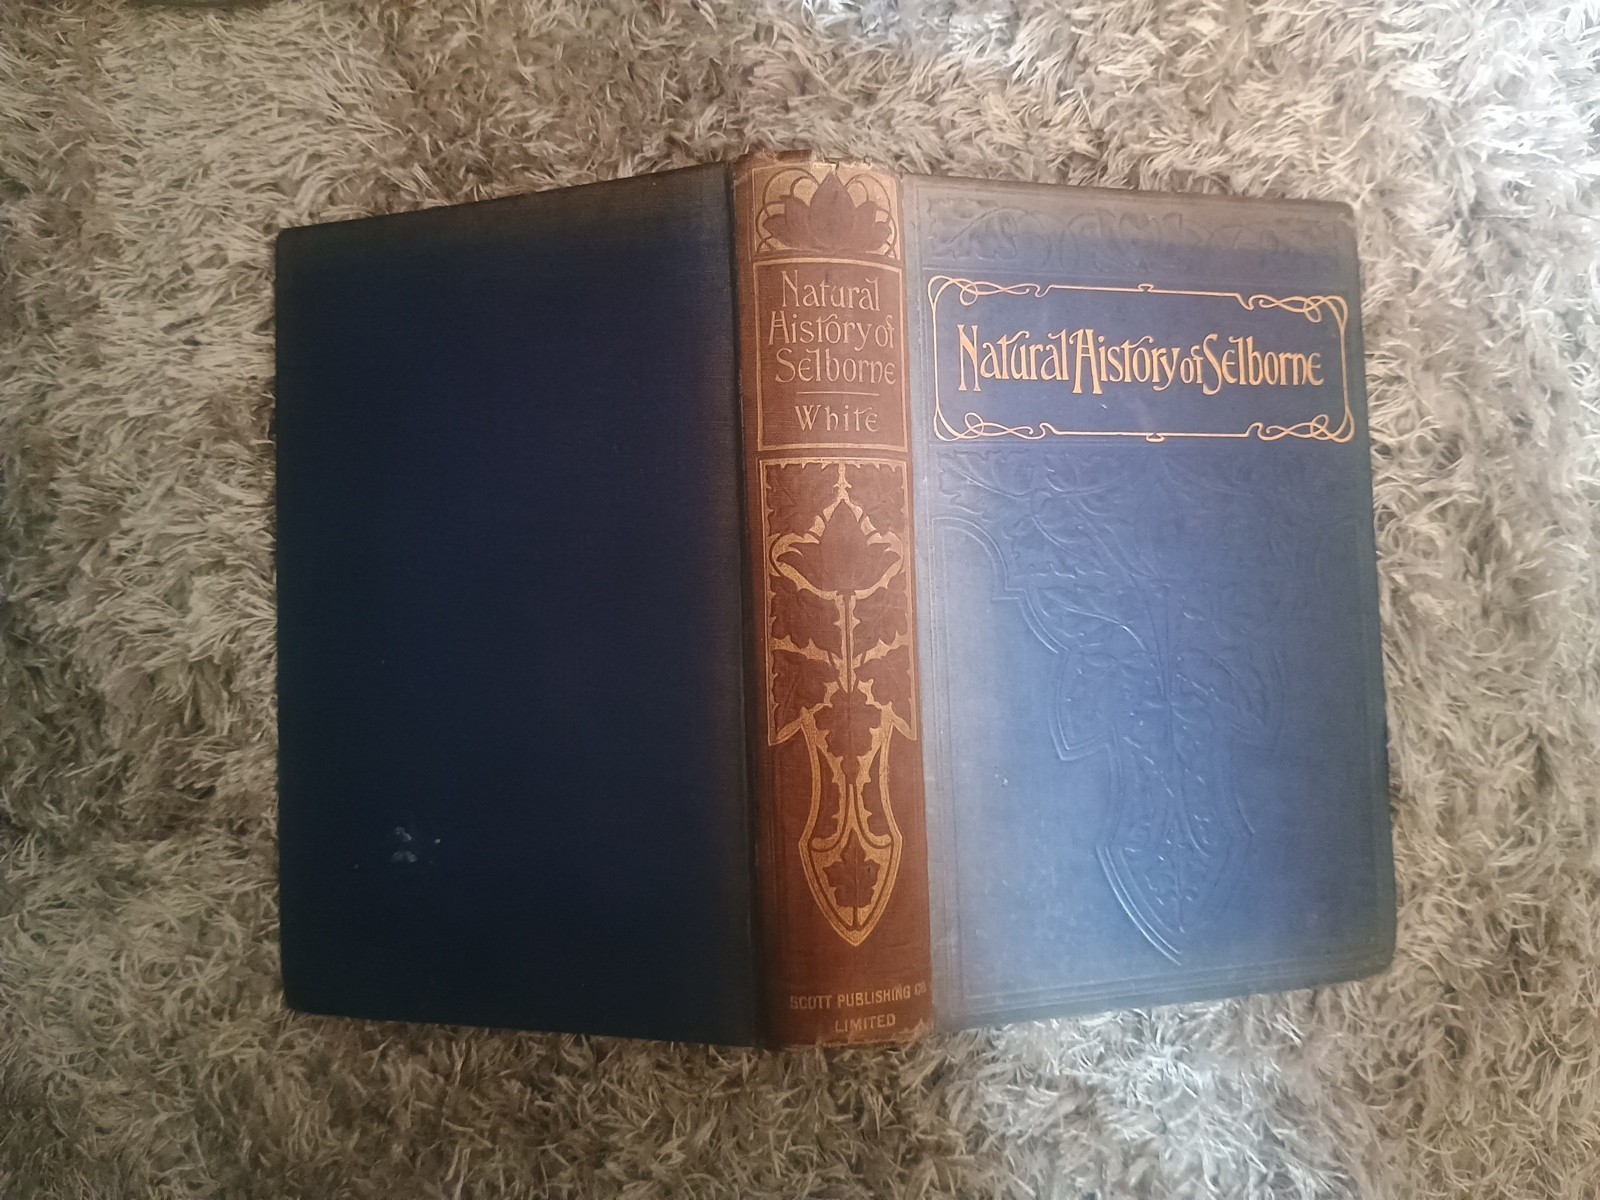 Natural
History of
Selborne
White
SCOTT PUBLISHING CO
LIMITED
Natural History of Selborne